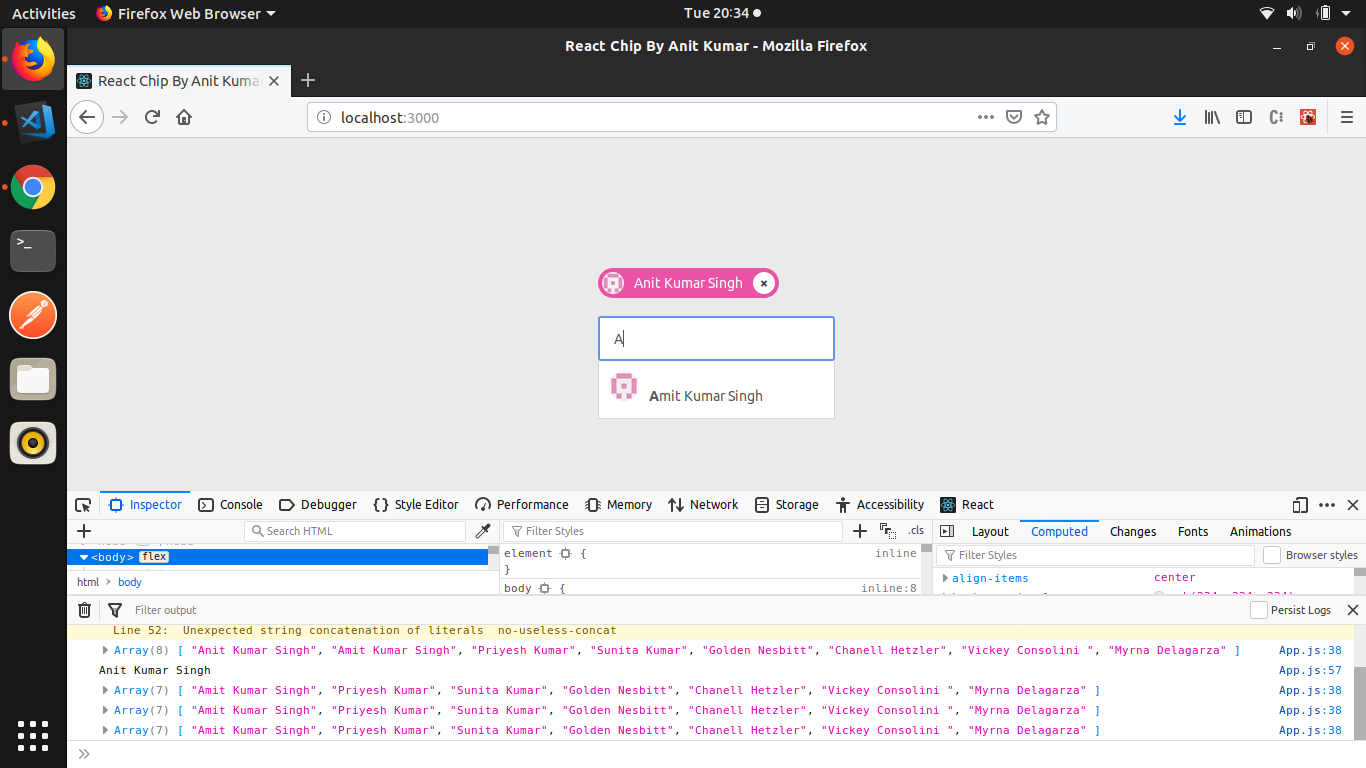 Activities Firefox Web Browser Tue 20:34
React Chip By Anit Kumar - Mozilla Firefox
React Chip By Anit Kuma
localhost:3000
Anit Kumar Singh ×
A
Amit Kumar Singh
Inspector Console Debugger Style Editor Performance Memory Network Storage Accessibility React
Search HTML Filter Styles .cls Layout Computed Changes Fonts Animations
<body> flex element { inline Filter Styles Browser styles
}
html › body body { inline:8 align-items center
Filter output Persist Logs
Line 52: Unexpected string concatenation of literals no-useless-concat
Array(8) [ "Anit Kumar Singh", "Amit Kumar Singh", "Priyesh Kumar", "Sunita Kumar", "Golden Nesbitt", "Chanell Hetzler", "Vickey Consolini ", "Myrna Delagarza" ] App.js:38
Anit Kumar Singh App.js:57
Array(7) [ "Amit Kumar Singh", "Priyesh Kumar", "Sunita Kumar", "Golden Nesbitt", "Chanell Hetzler", "Vickey Consolini ", "Myrna Delagarza" ] App.js:38
Array(7) [ "Amit Kumar Singh", "Priyesh Kumar", "Sunita Kumar", "Golden Nesbitt", "Chanell Hetzler", "Vickey Consolini ", "Myrna Delagarza" ] App.js:38
Array(7) [ "Amit Kumar Singh", "Priyesh Kumar", "Sunita Kumar", "Golden Nesbitt", "Chanell Hetzler", "Vickey Consolini ", "Myrna Delagarza" ] App.js:38